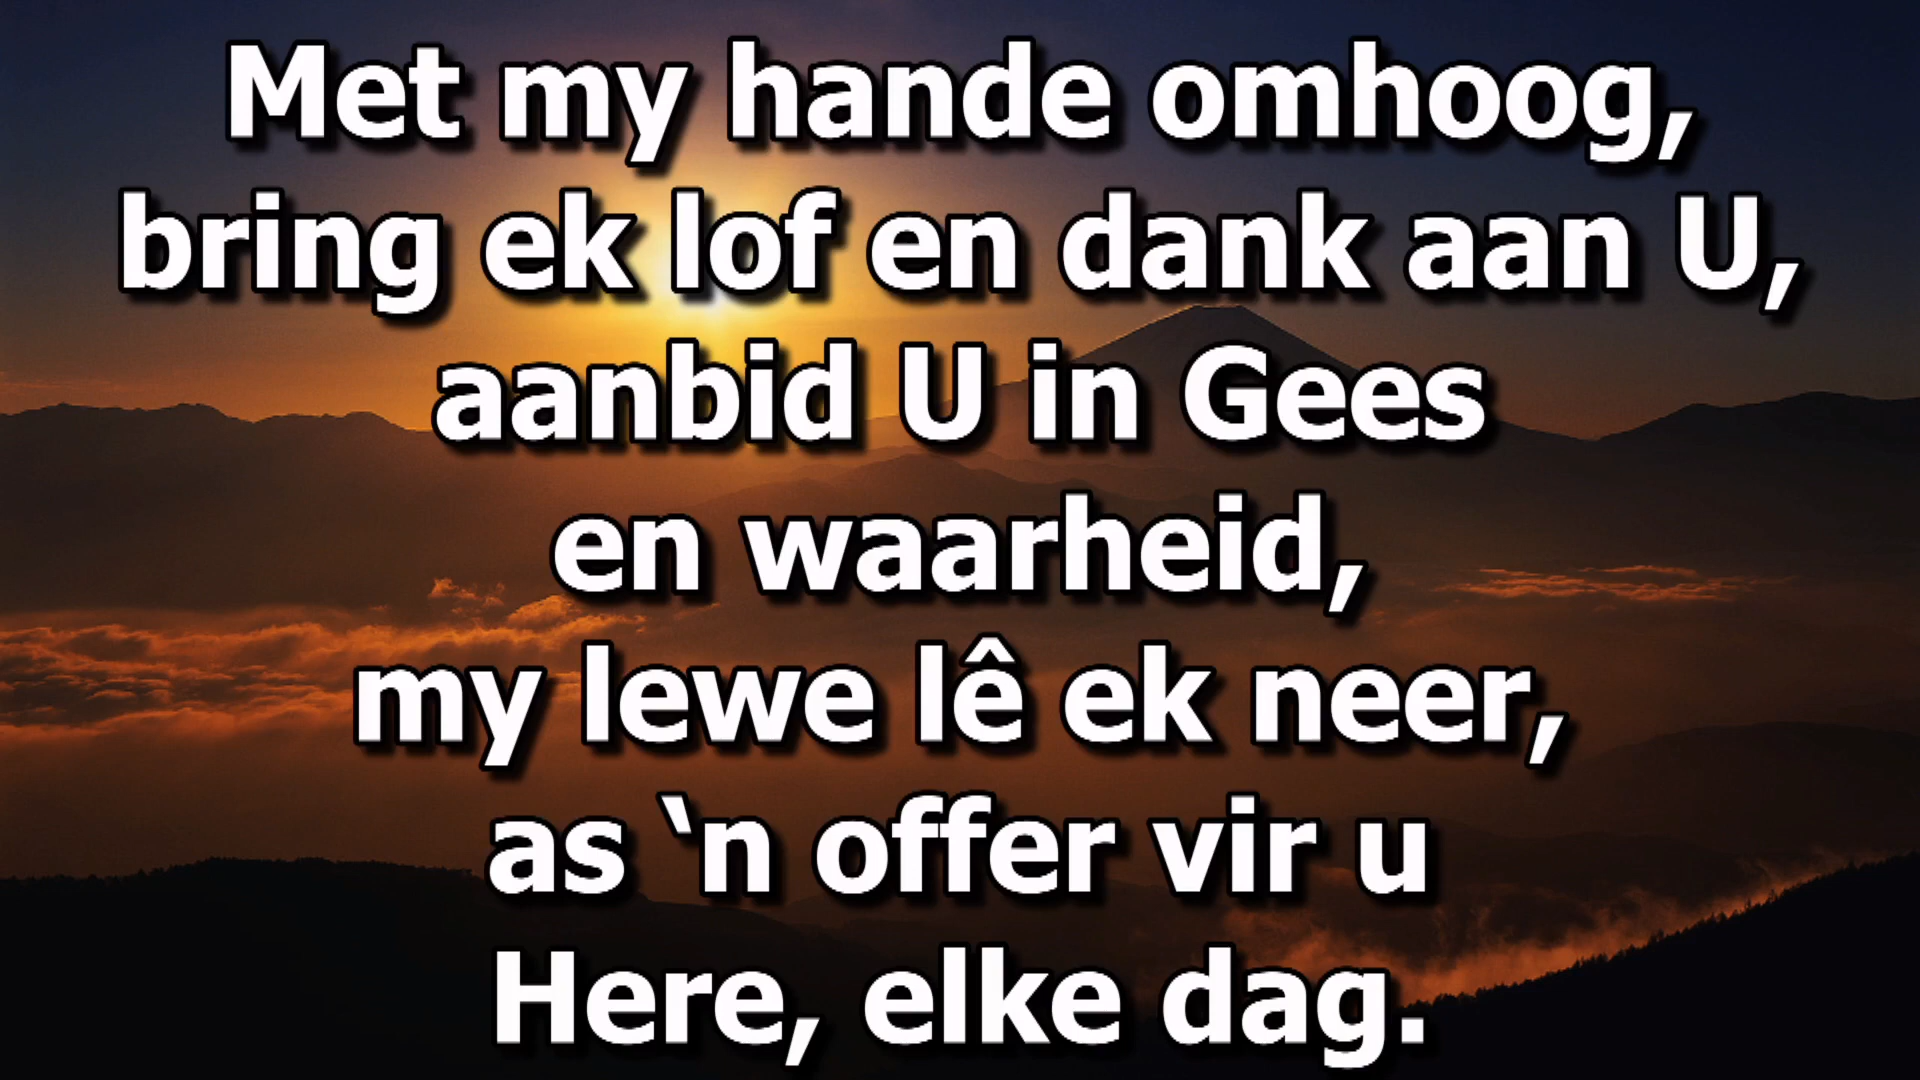 Met my hande omhoog,
bring ek lof en dank aan U,
aanbid U in Gees
en waarheid,
my lewe lê ek neer,
as ‘n offer vir u
Here, elke dag.